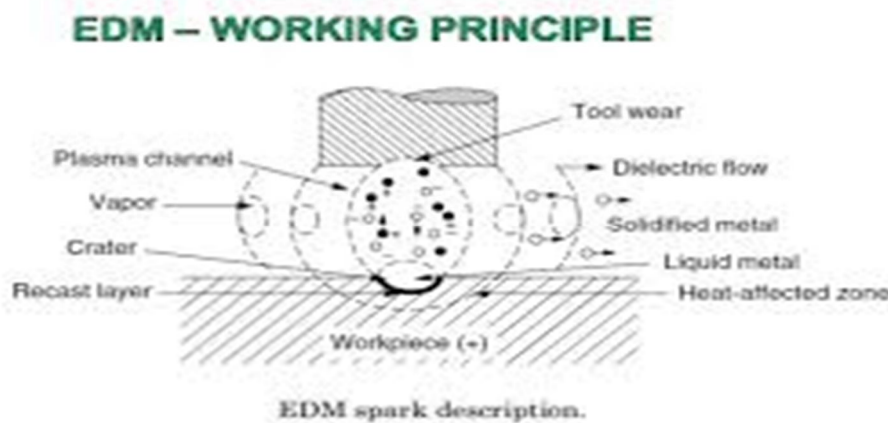 EDM – WORKING PRINCIPLE
Tool wear
Plasma channel
Dielectric flow
Vapor
Solidified metal
Crater
Liquid metal
Recast layer
Heat-affected zone
Workpiece (+)
EDM spark description.